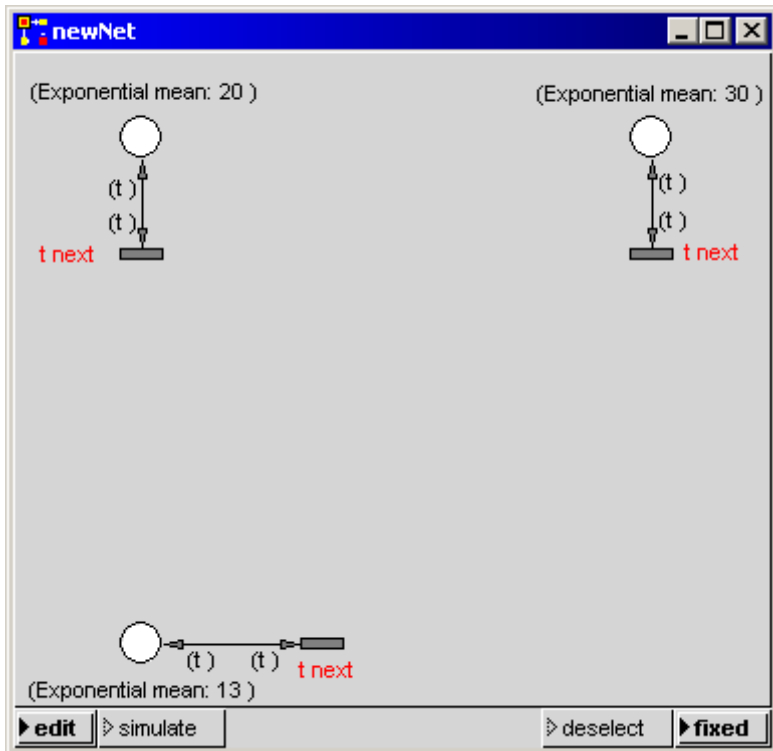 newNet
(Exponential mean: 20 )
(Exponential mean: 30 )
(t )
(t )
(t )
(t )
t next
t next
(t )
(t )
t next
(Exponential mean: 13 )
edit
simulate
deselect
fixed